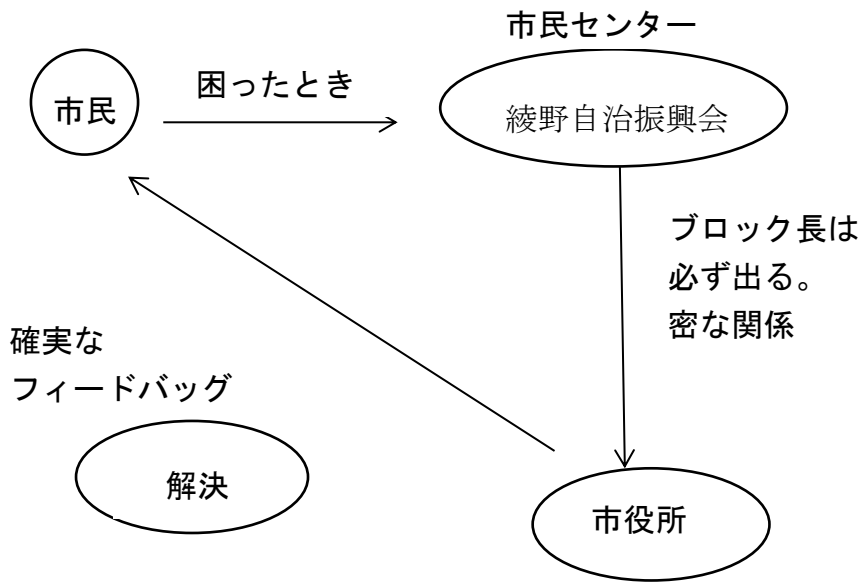 市民センター
市民
困ったとき
綾野自治振興会
ブロック長は
必ず出る。
密な関係
確実な
フィードバッグ
解決
市役所